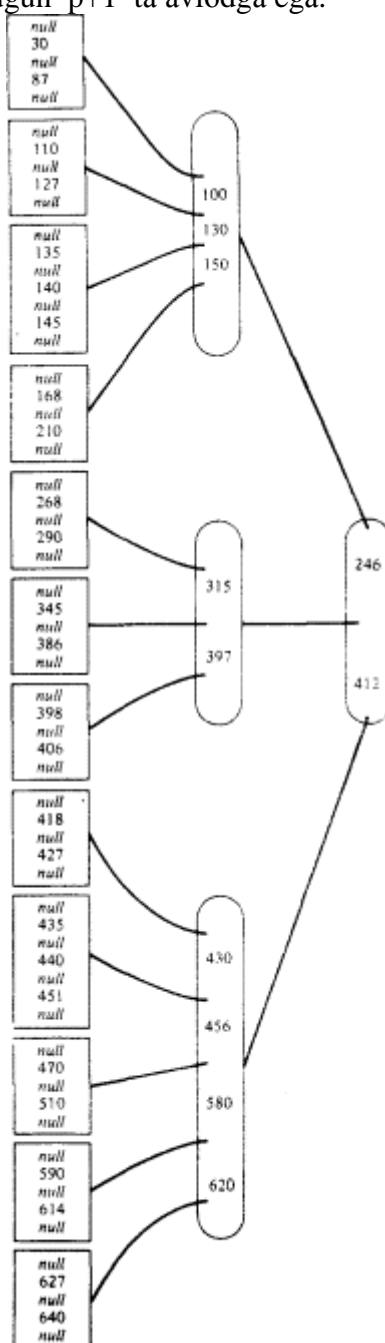 p+1 ta avlodga ega.
null
30
null
87
null
null
110
null
127
null
null
135
null
140
null
145
null
null
168
null
210
null
100
130
150
null
268
null
290
null
null
345
null
386
null
null
398
null
406
null
315
397
246
412
null
418
null
427
null
null
435
null
440
null
451
null
null
470
null
510
null
null
590
null
614
null
null
627
null
640
null
430
456
580
620